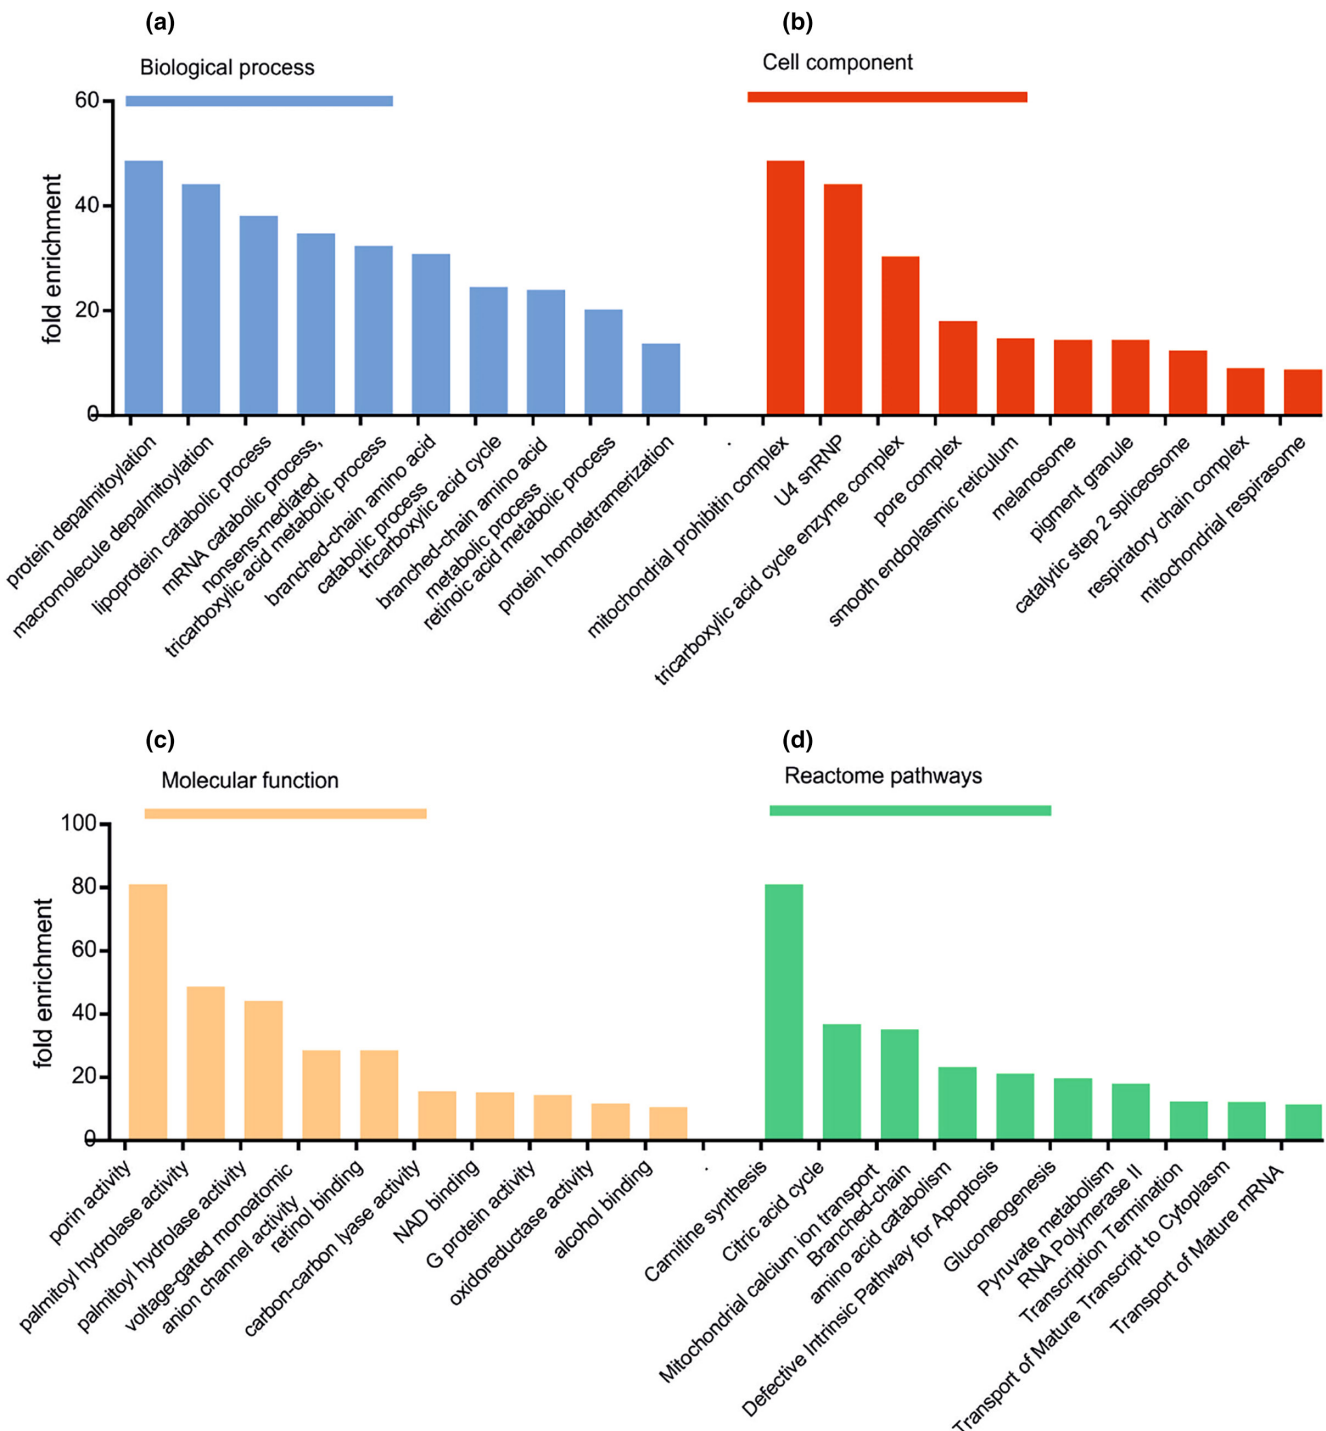 (a)
Biological process
fold enrichment
60
40
20
0
protein depalmitoylation
macromolecule depalmitoylation
lipoprotein catabolic process
mRNA catabolic process,
nonsens-mediated
tricarboxylic acid metabolic process
branched-chain amino acid
catabolic process
tricarboxylic acid cycle
branched-chain amino acid
metabolic process
retinoic acid metabolic process
protein homotetramerization
.
(b)
Cell component
mitochondrial prohibitin complex
U4 snRNP
tricarboxylic acid cycle enzyme complex
pore complex
smooth endoplasmic reticulum
melanosome
pigment granule
catalytic step 2 spliceosome
respiratory chain complex
mitochondrial respirasome
(c)
Molecular function
fold enrichment
100
80
60
40
20
0
porin activity
palmitoyl hydrolase activity
palmitoyl hydrolase activity
voltage-gated monoatomic
anion channel activity
retinol binding
carbon-carbon lyase activity
NAD binding
G protein activity
oxidoreductase activity
alcohol binding
.
(d)
Reactome pathways
Carnitine synthesis
Citric acid cycle
Mitochondrial calcium ion transport
Branched-chain
amino acid catabolism
Defective Intrinsic Pathway for Apoptosis
Gluconeogenesis
Pyruvate metabolism
RNA Polymerase II
Transcription Termination
Transport of Mature Transcript to Cytoplasm
Transport of Mature mRNA